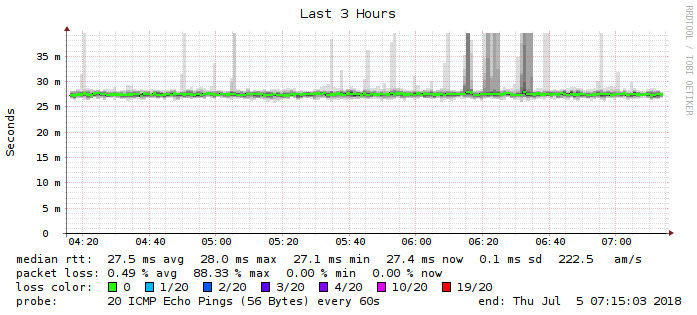 Last 3 Hours
RRDTOOL / TOBI OETIKER
Seconds
35 m
30 m
25 m
20 m
15 m
10 m
5 m
0
04:20 04:40 05:00 05:20 05:40 06:00 06:20 06:40 07:00
median rtt: 27.5 ms avg 28.0 ms max 27.1 ms min 27.4 ms now 0.1 ms sd 222.5 am/s
packet loss: 0.49 % avg 88.33 % max 0.00 % min 0.00 % now
loss color: 0 1/20 2/20 3/20 4/20 10/20 19/20
probe: 20 ICMP Echo Pings (56 Bytes) every 60s end: Thu Jul 5 07:15:03 2018